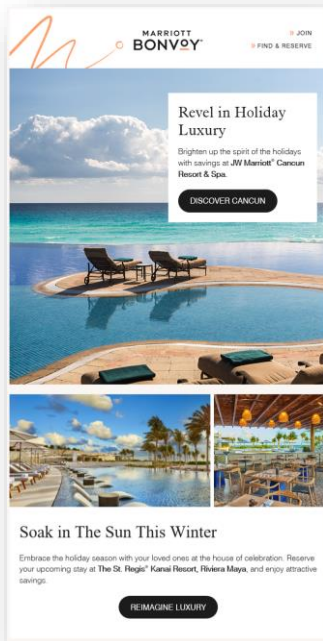 MARRIOTT
BONVOY™
» JOIN
» FIND & RESERVE
Revel in Holiday
Luxury
Brighten up the spirit of the holidays
with savings at JW Marriott® Cancun
Resort & Spa.
DISCOVER CANCUN
Soak in The Sun This Winter
Embrace the holiday season with your loved ones at the house of celebration. Reserve
your upcoming stay at The St. Regis® Kanai Resort, Riviera Maya, and enjoy attractive
savings.
REIMAGINE LUXURY